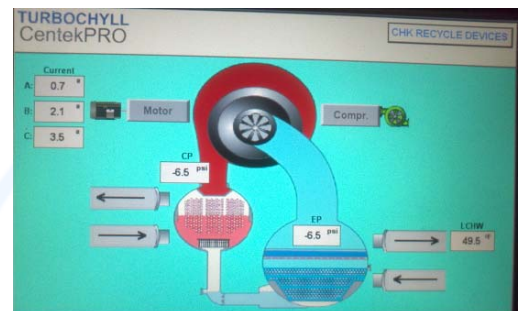 TURBOCHYLL
CentekPRO
CHK RECYCLE DEVICES
Current
A: 0.7 a
B: 2.1 a
C: 3.5 a
Motor
Compr.
CP
-6.5 psi
EP
-6.5 psi
LCHW
49.5 °F